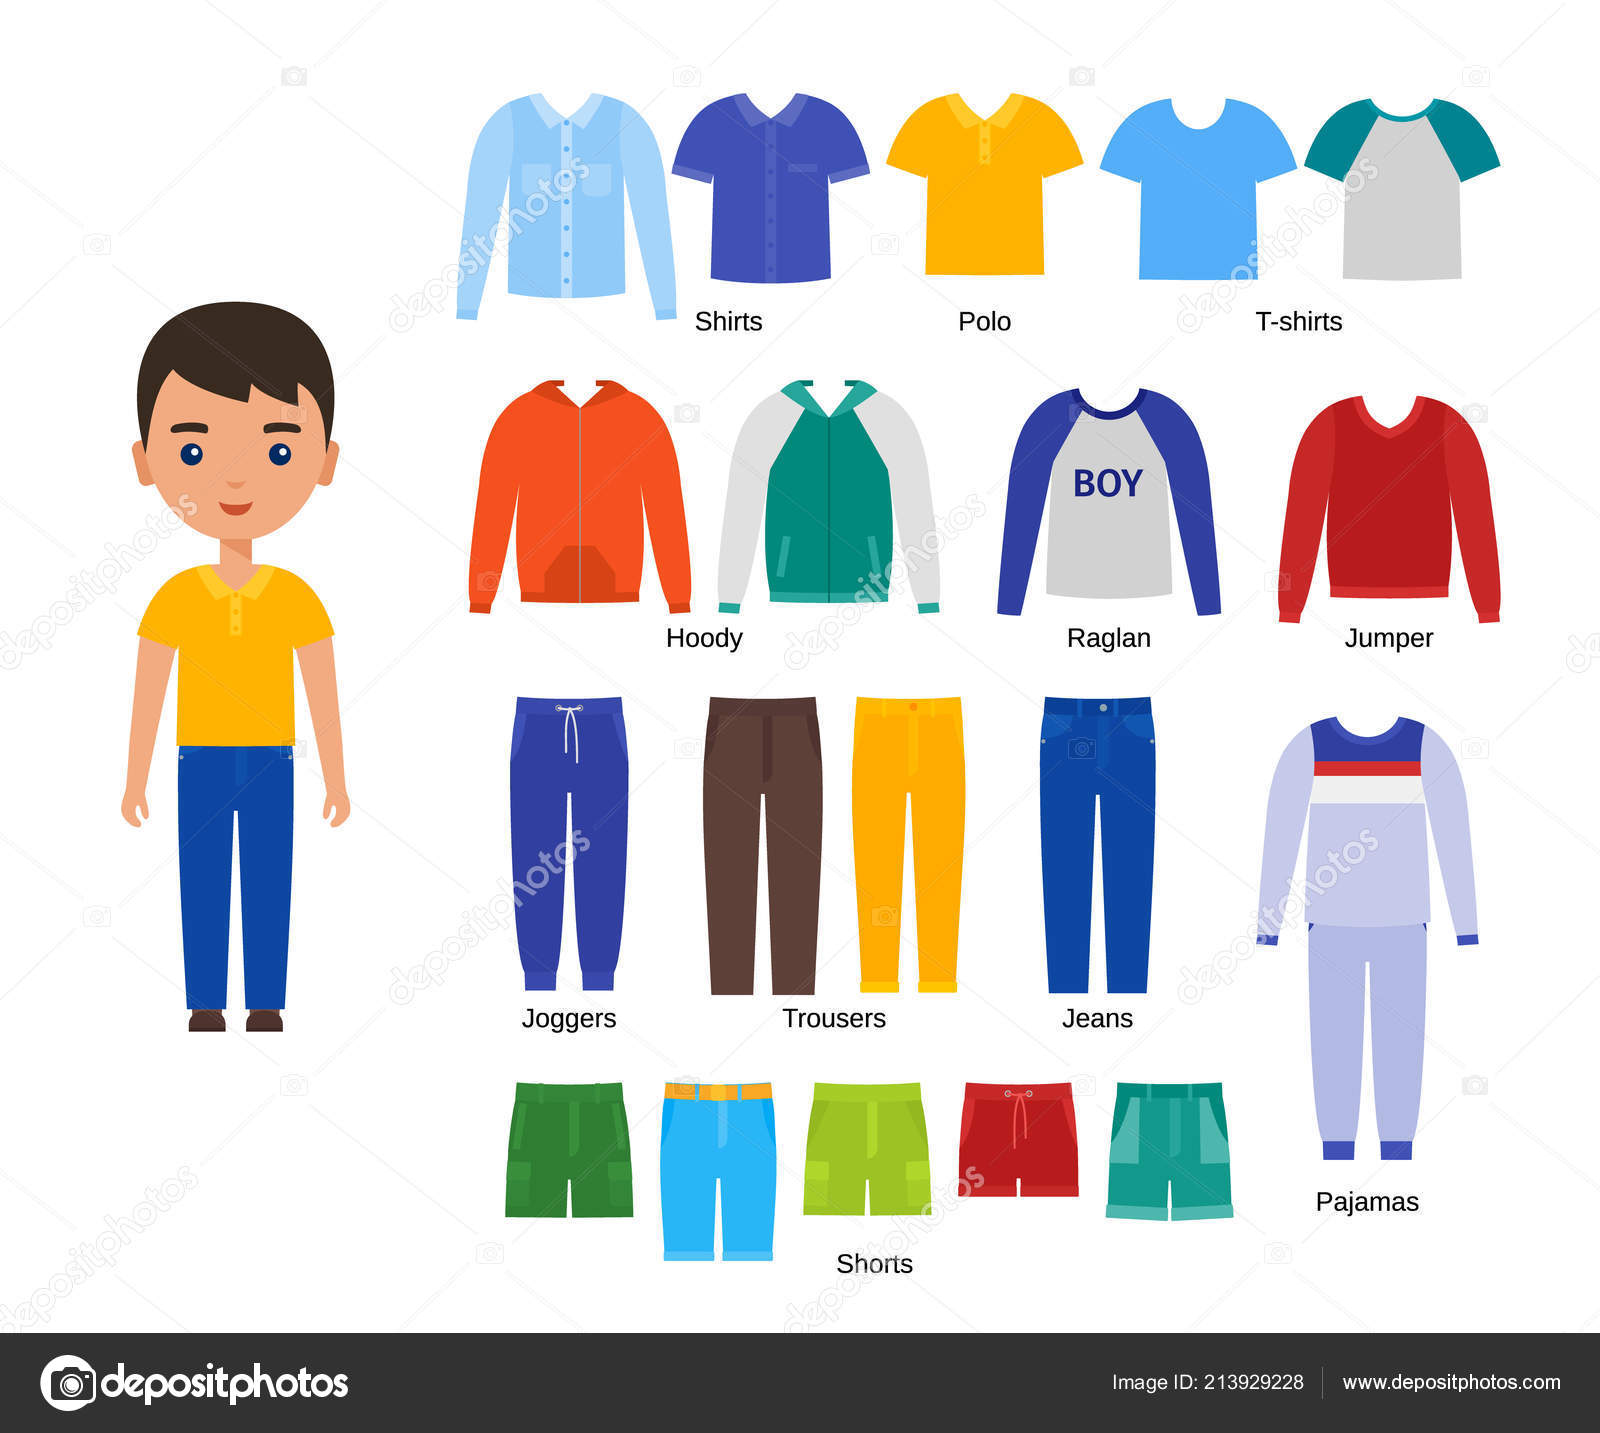 Shirts
Polo
T-shirts
BOY
Hoody
Raglan
Jumper
Joggers
Trousers
Jeans
Pajamas
Shorts
depositphotos
Image ID: 213929228
www.depositphotos.com